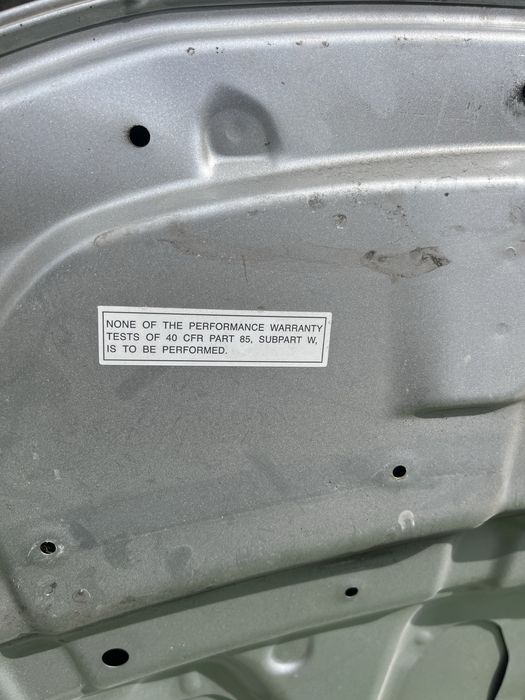 NONE OF THE PERFORMANCE WARRANTY
TESTS OF 40 CFR PART 85, SUBPART W,
IS TO BE PERFORMED.